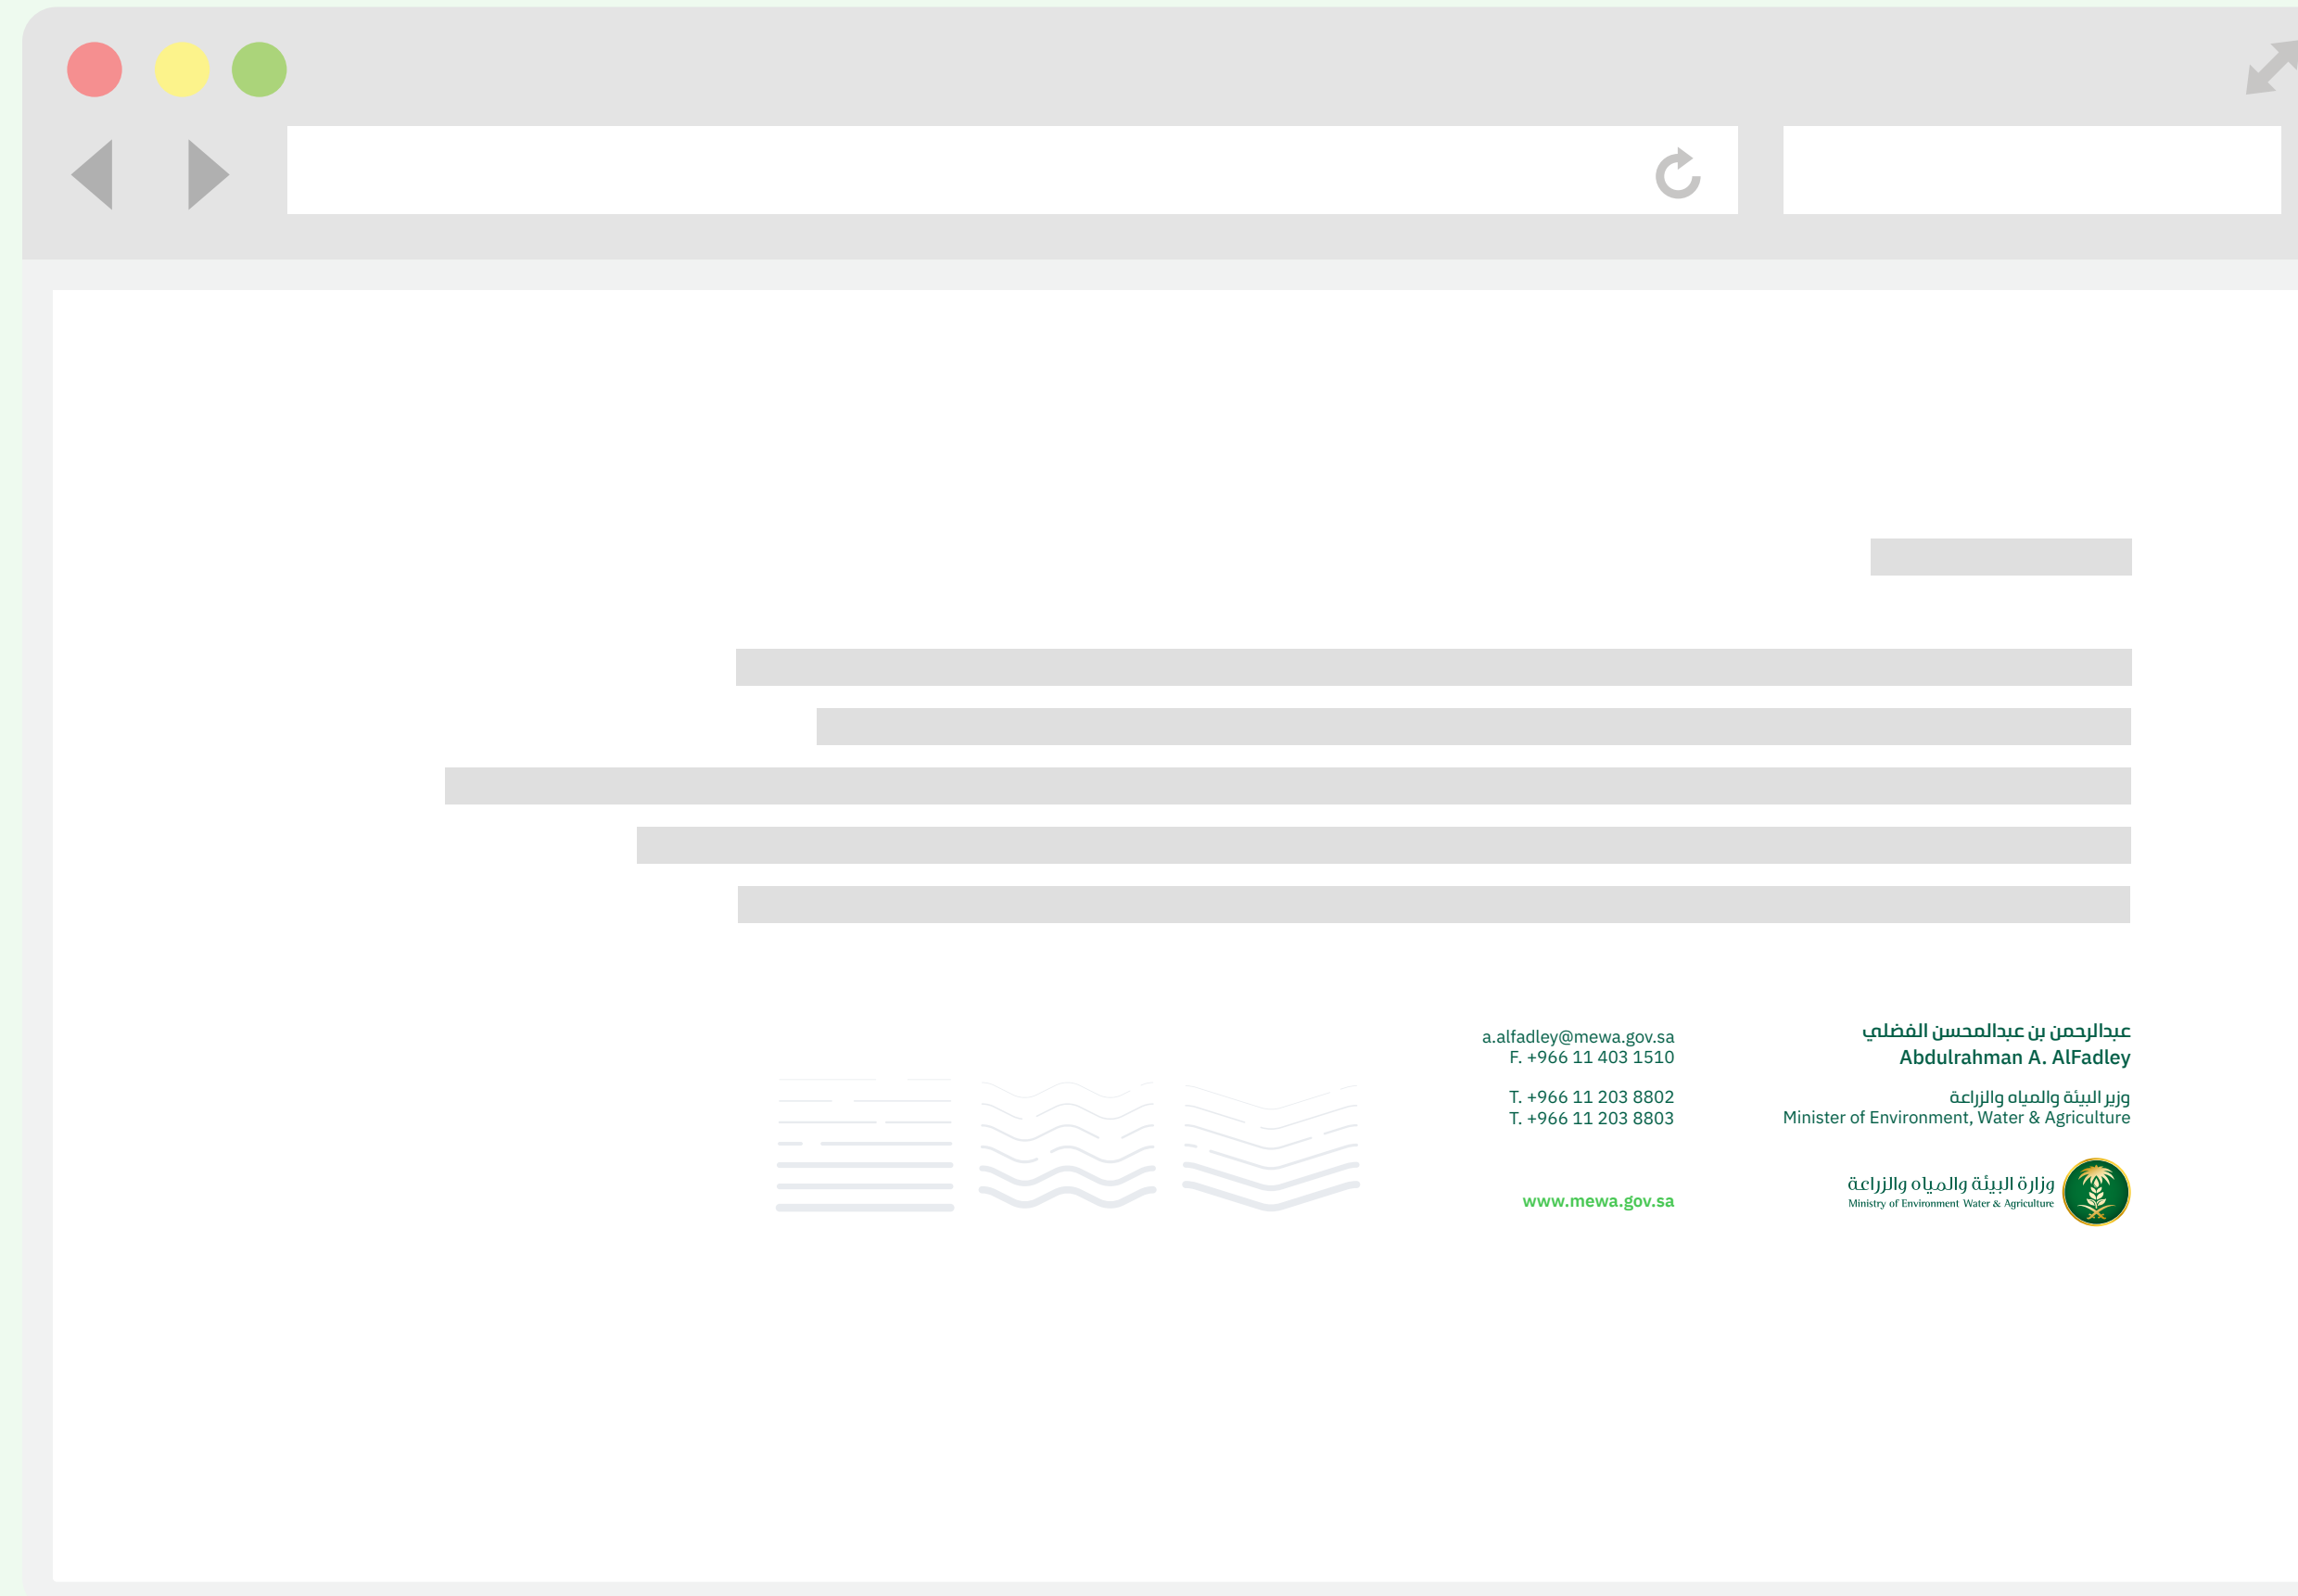 عبدالرحمن بن عبدالمحسن الفضلي
Abdulrahman A. AlFadley
وزير البيئة والمياه والزراعة
Minister of Environment, Water & Agriculture
وزارة البيئة والمياه والزراعة
Ministry of Environment Water & Agriculture
a.alfadley@mewa.gov.sa
F. +966 11 403 1510
T. +966 11 203 8802
T. +966 11 203 8803
www.mewa.gov.sa